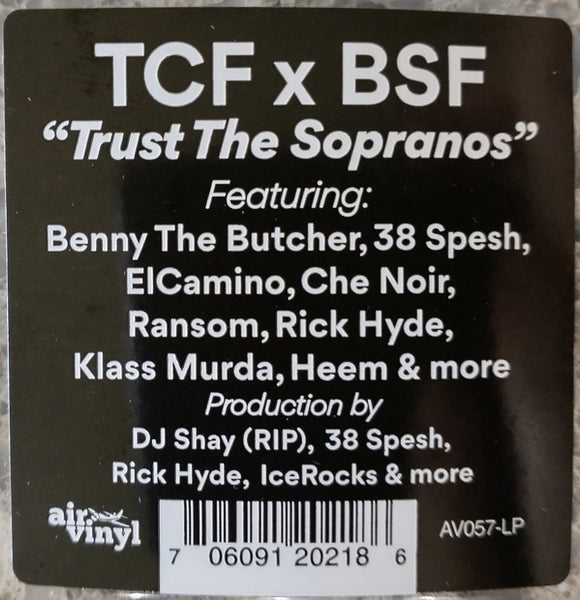 TCF x BSF
“Trust The Sopranos”
Featuring:
Benny The Butcher, 38 Spesh,
ElCamino, Che Noir,
Ransom, Rick Hyde,
Klass Murda, Heem & more
Production by
DJ Shay (RIP), 38 Spesh,
Rick Hyde, IceRocks & more
air
vinyl
7 06091 20218 6
AV057-LP